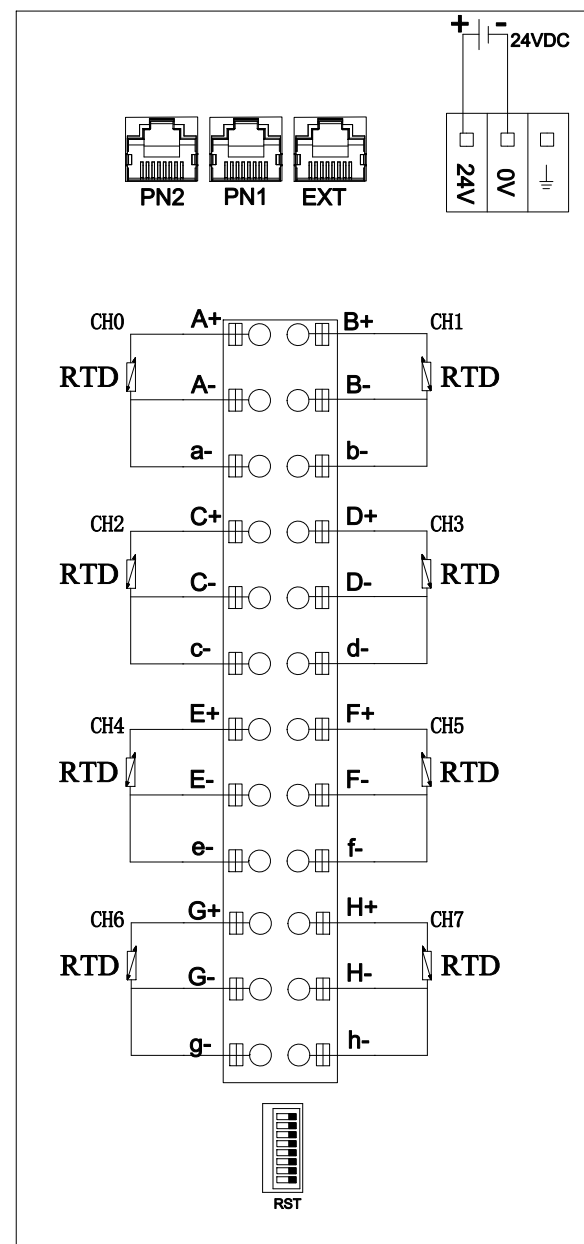 + - 24VDC
PN2 PN1 EXT
24V 0V
CH0 A+ B+ CH1
RTD RTD
A- B-
a- b-
CH2 C+ D+ CH3
RTD RTD
C- D-
c- d-
CH4 E+ F+ CH5
RTD RTD
E- F-
e- f-
CH6 G+ H+ CH7
RTD RTD
G- H-
g- h-
RST